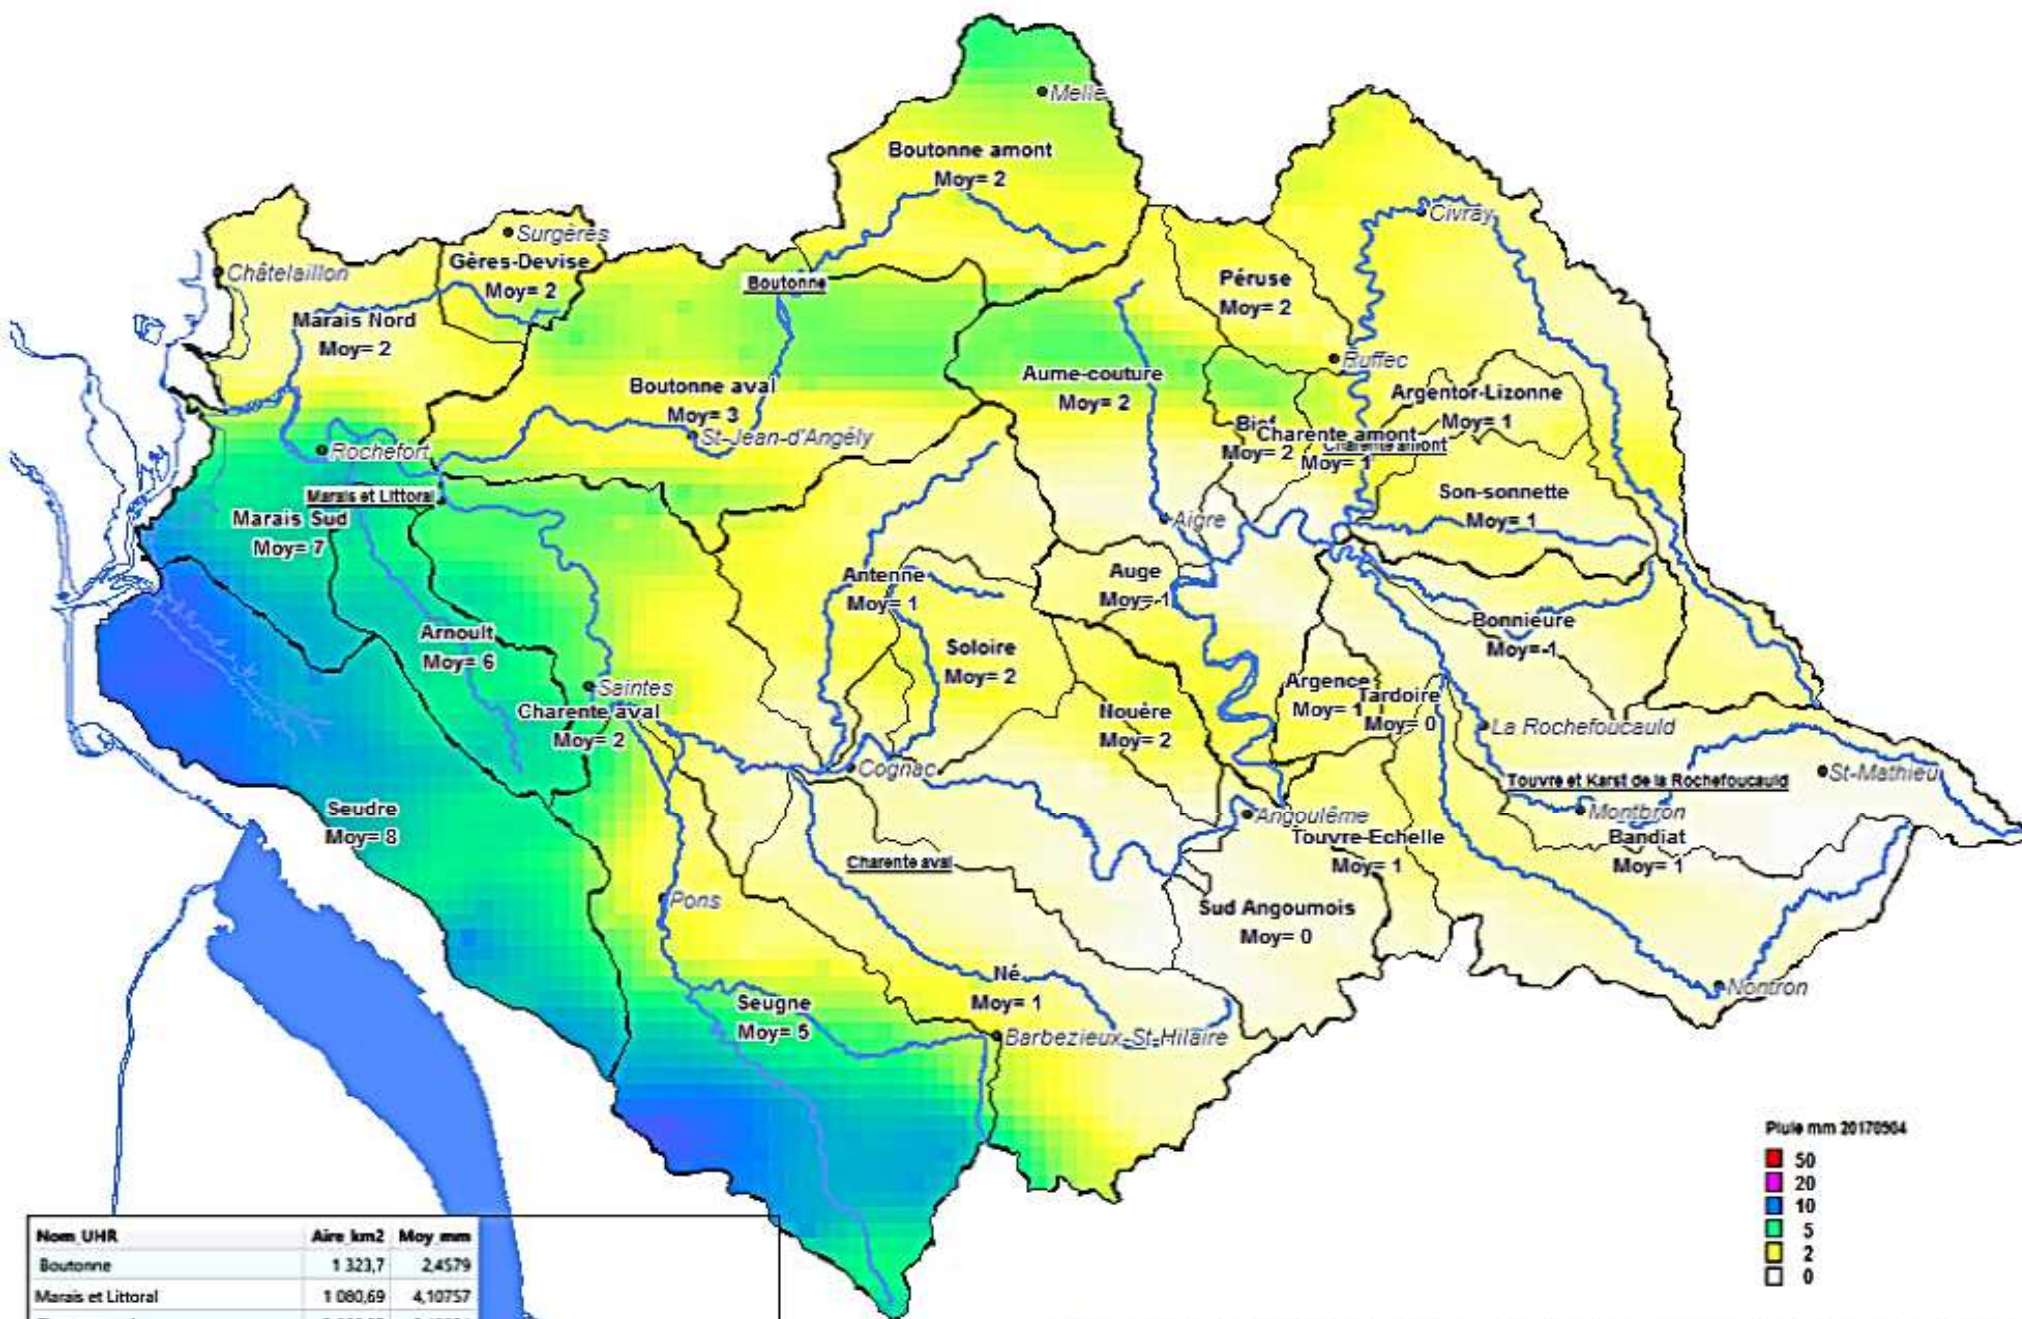 Melle
Boutonne amont
Moy= 2
Civray
Surgères
Châtelaillon
Gères-Devise
Moy= 2
Boutonne
Péruse
Moy= 2
Marais Nord
Moy= 2
Ruffec
Aume-couture
Moy= 2
Boutonne aval
Moy= 3
Argentor-Lizonne
Moy= 1
St-Jean-d'Angély
Bief
Moy= 2
Charente amont
Moy= 1
Charente amont
Rochefort
Marais et Littoral
Son-sonnette
Moy= 1
Marais Sud
Moy= 7
Aigre
Antenne
Moy= 1
Auge
Moy=-1
Bonnieure
Moy=-1
Arnoult
Moy= 6
Soloire
Moy= 2
Saintes
Argence
Moy= 1
Tardoire
Moy= 0
Charente aval
Moy= 2
Nouère
Moy= 2
La Rochefoucauld
Cognac
Touvre et Karst de la Rochefoucauld
St-Mathieu
Seudre
Moy= 8
Angoulême
Montbron
Touvre-Echelle
Moy= 1
Bandiat
Moy= 1
Charente aval
Pons
Sud Angoumois
Moy= 0
Né
Moy= 1
Nontron
Seugne
Moy= 5
Barbezieux-St-Hilaire
Pluie mm 20170504
50
20
10
5
2
0
Nom_UHR Aire_km2 Moy_mm
Boutonne 1 323,7 2,4579
Marais et Littoral 1 080,69 4,10757